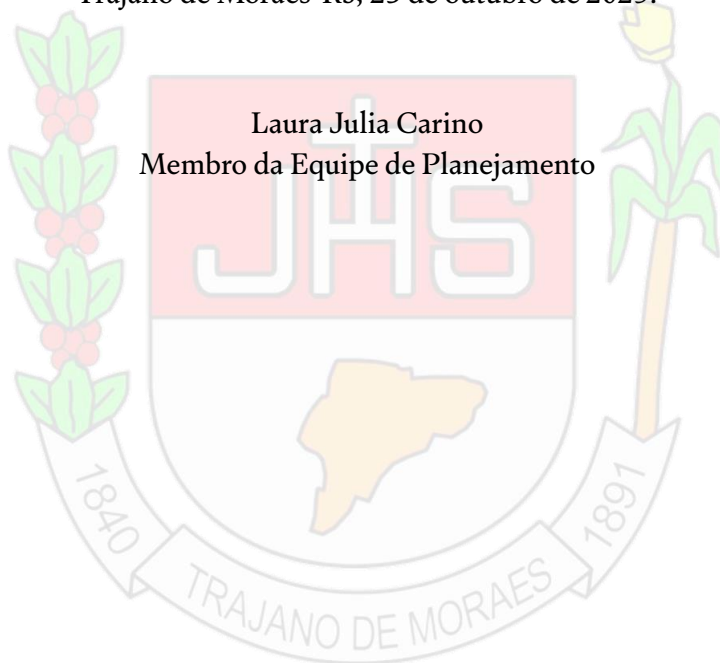 Trajano de Moraes-RJ, 23 de outubro de 2025.
Laura Julia Carino
Membro da Equipe de Planejamento
JHS
1840
TRAJANO DE MORAES
1891